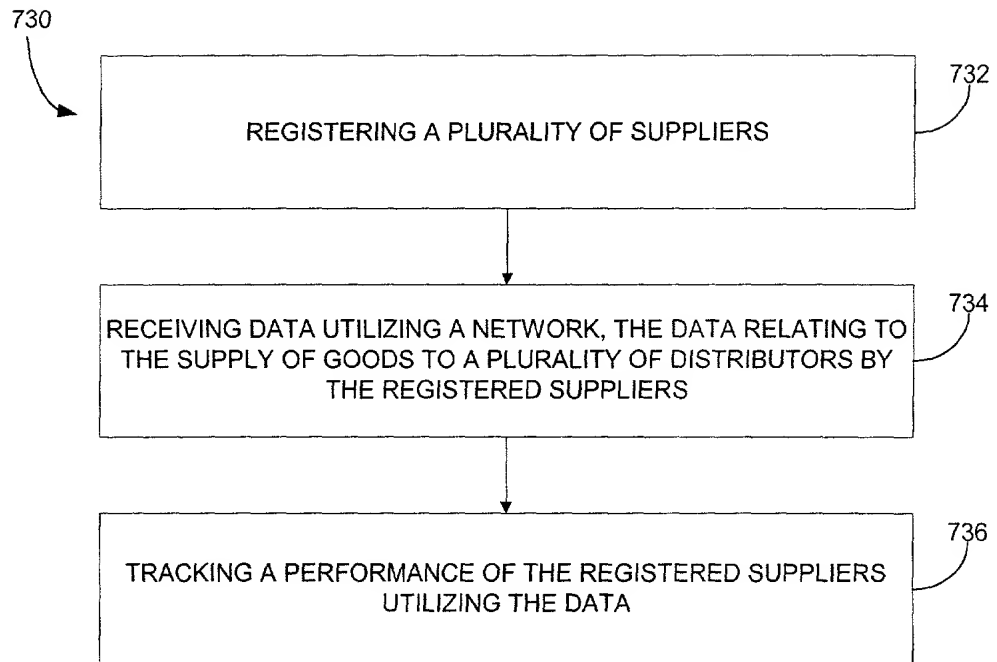 730
732
REGISTERING A PLURALITY OF SUPPLIERS
734
RECEIVING DATA UTILIZING A NETWORK, THE DATA RELATING TO
THE SUPPLY OF GOODS TO A PLURALITY OF DISTRIBUTORS BY
THE REGISTERED SUPPLIERS
736
TRACKING A PERFORMANCE OF THE REGISTERED SUPPLIERS
UTILIZING THE DATA